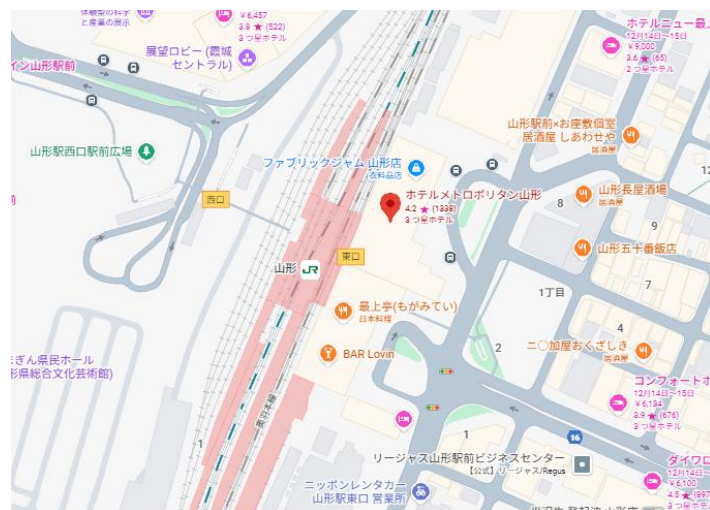 体験型の科学
と産業の展示
¥6,457
3.8 ★ (522)
3 つ星ホテル
ホテルニュー最上
12月14日~15日
¥9,000
3.6 ★ (65)
2 つ星ホテル
展望ロビー (霞城
セントラル)
イン山形駅前
山形駅前×お座敷個室
居酒屋 しあわせや
居酒屋
山形駅西口駅前広場
ファブリックジャム 山形店
衣料品店
12
ホテルメトロポリタン山形
4.2 ★ (1338)
3 つ星ホテル
山形長屋酒場
居酒屋
西口
8
9
山形五十番飯店
東口
山形
JR
7
1丁目
最上亭(もがみてい)
日本料理
4
二〇加屋おくざしき
居酒屋
BAR Lovin
2
まぎん県民ホール
形県総合文化芸術館)
コンフォートホ
12月14日~15日
¥6,134
3.9 ★ (676)
3 つ星ホテル
奥羽本線
1
1
16
リージャス山形駅前ビジネスセンター
【公式】リージャス/Regus
ダイワロ
12月14日~
¥6,100
4.5 ★ (897
3 つ星ホテル
ニッポンレンタカー
山形駅東口 営業所